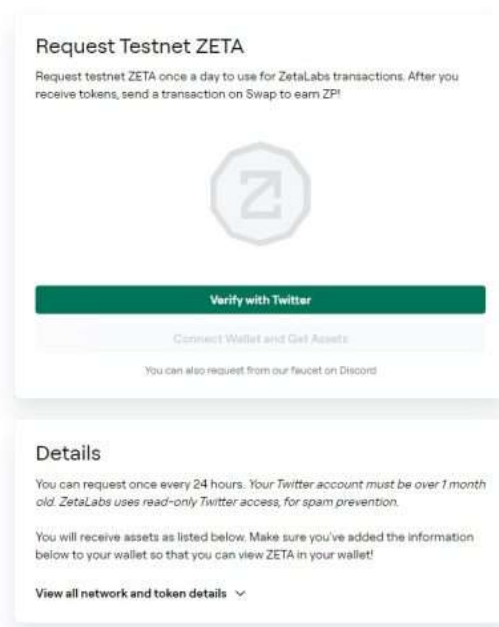 Request Testnet ZETA
Request testnet ZETA once a day to use for ZetaLabs transactions. After you
receive tokens, send a transaction on Swap to earn ZP!
Verify with Twitter
Connect Wallet and Get Assets
You can also request from our faucet on Discord
Details
You can request once every 24 hours. Your Twitter account must be over 1 month
old. ZetaLabs uses read-only Twitter access, for spam prevention.
You will receive assets as listed below. Make sure you've added the information
below to your wallet so that you can view ZETA in your wallet!
View all network and token details